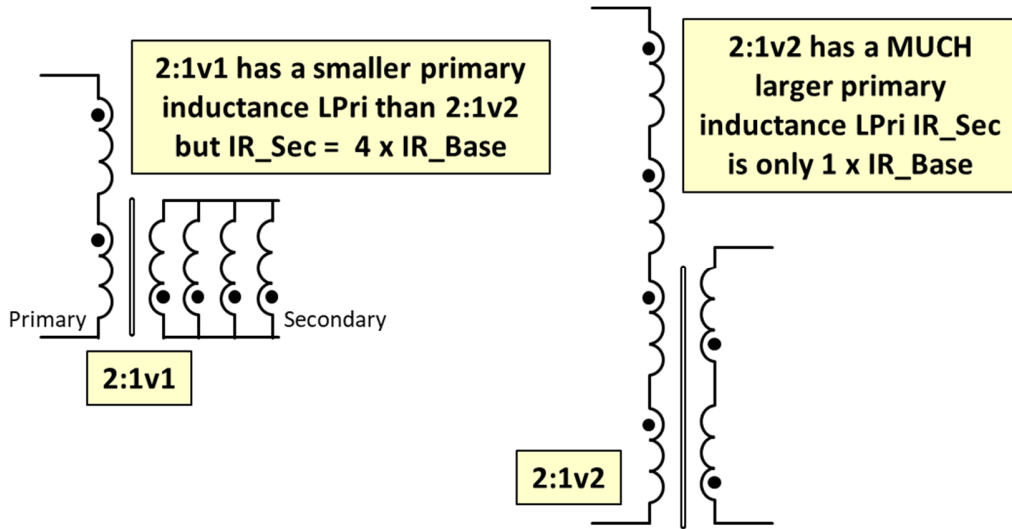 2:1v1 has a smaller primary
inductance LPri than 2:1v2
but IR_Sec =  4 x IR_Base
2:1v2 has a MUCH
larger primary
inductance LPri IR_Sec
is only 1 x IR_Base
Primary
Secondary
2:1v1
2:1v2